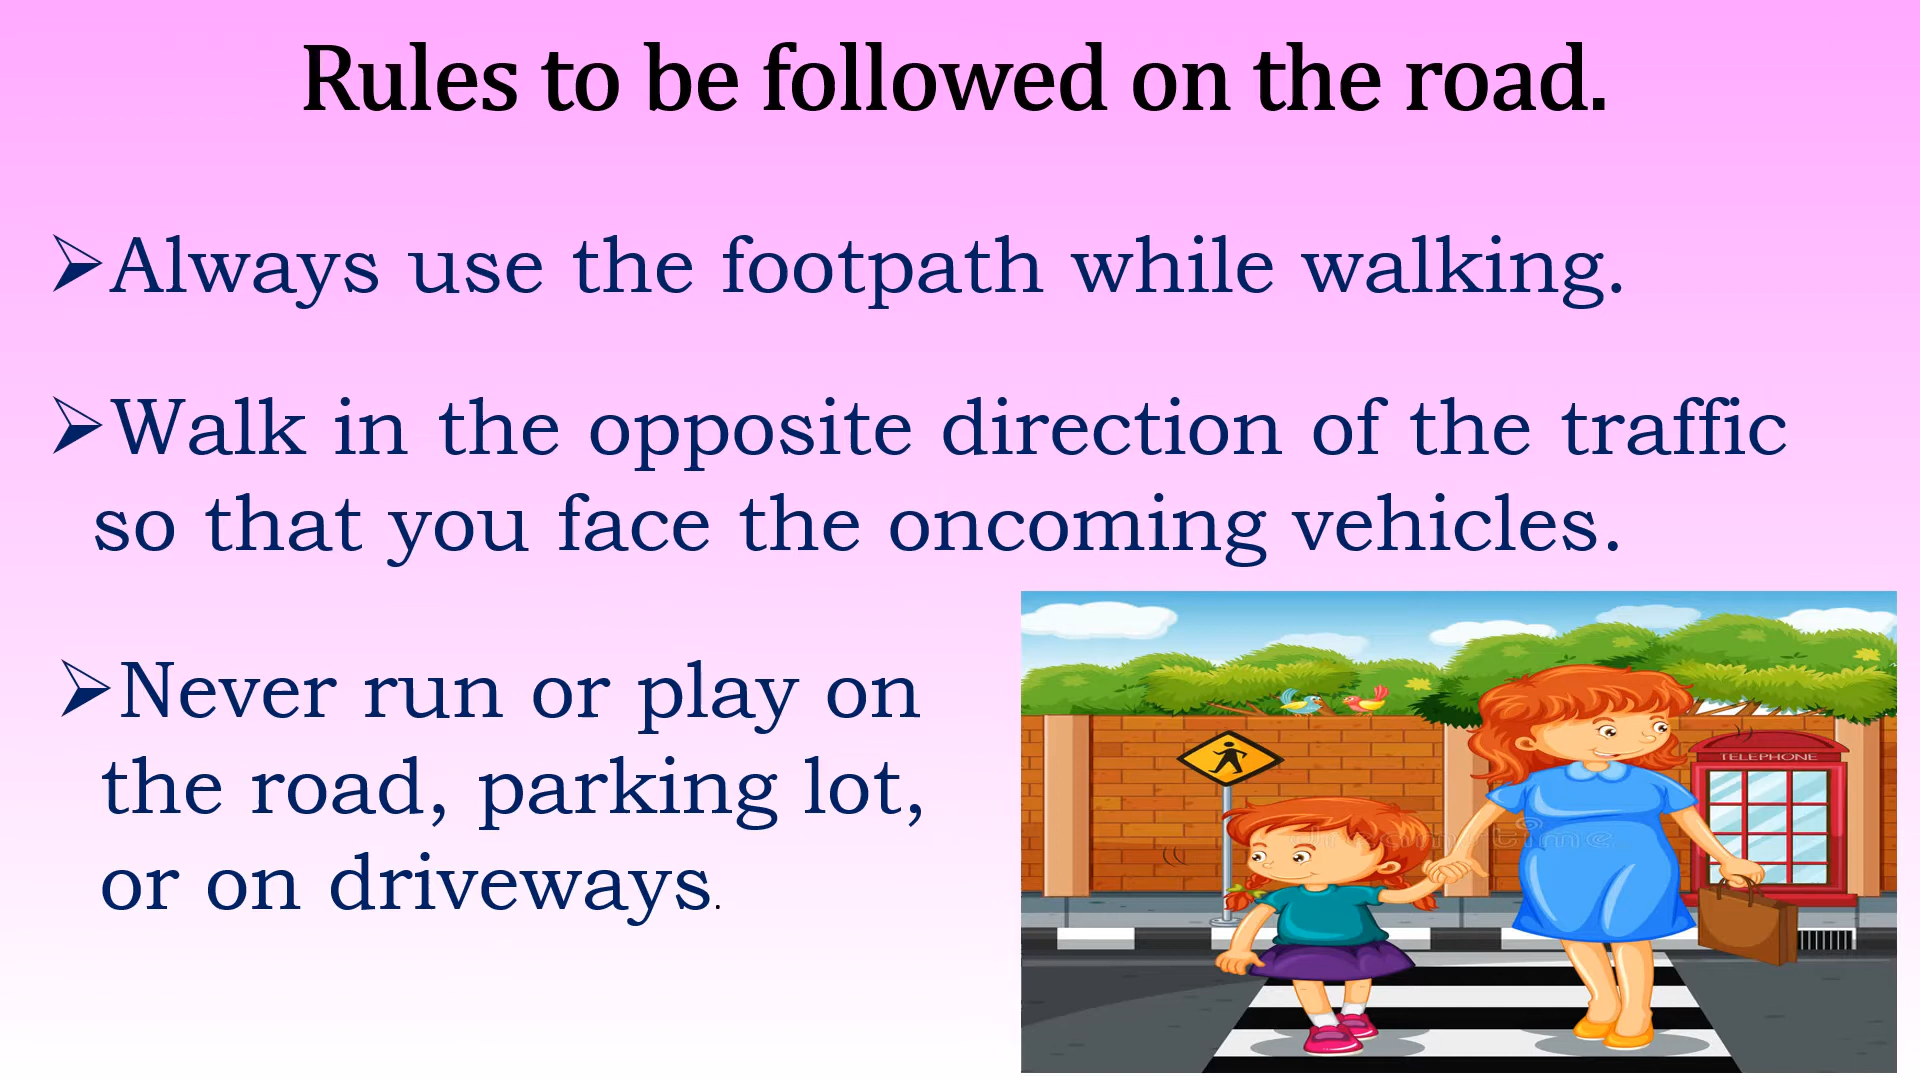 Rules to be followed on the road.
➢Always use the footpath while walking.
➢Walk in the opposite direction of the traffic
so that you face the oncoming vehicles.
➢Never run or play on
the road, parking lot,
or on driveways.
TELEPHONE
dreamstime